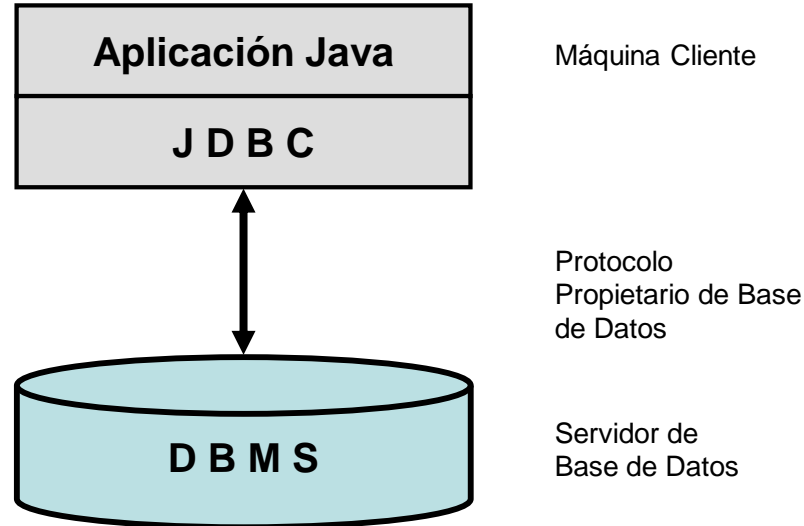 Aplicación Java
Máquina Cliente
J D B C
Protocolo
Propietario de Base
de Datos
D B M S
Servidor de
Base de Datos